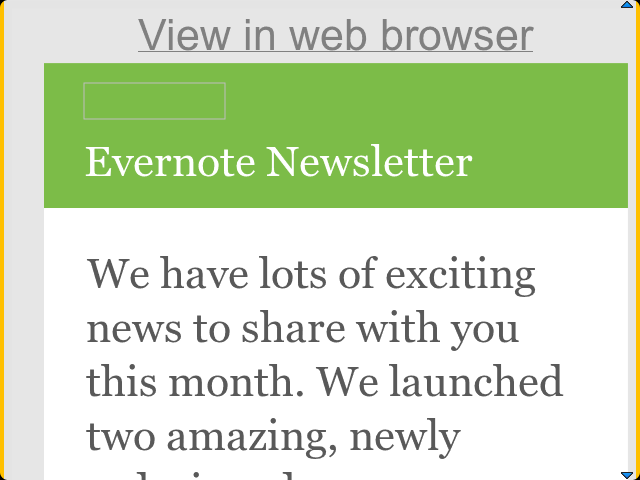 View in web browser
Evernote Newsletter
We have lots of exciting
news to share with you
this month. We launched
two amazing, newly